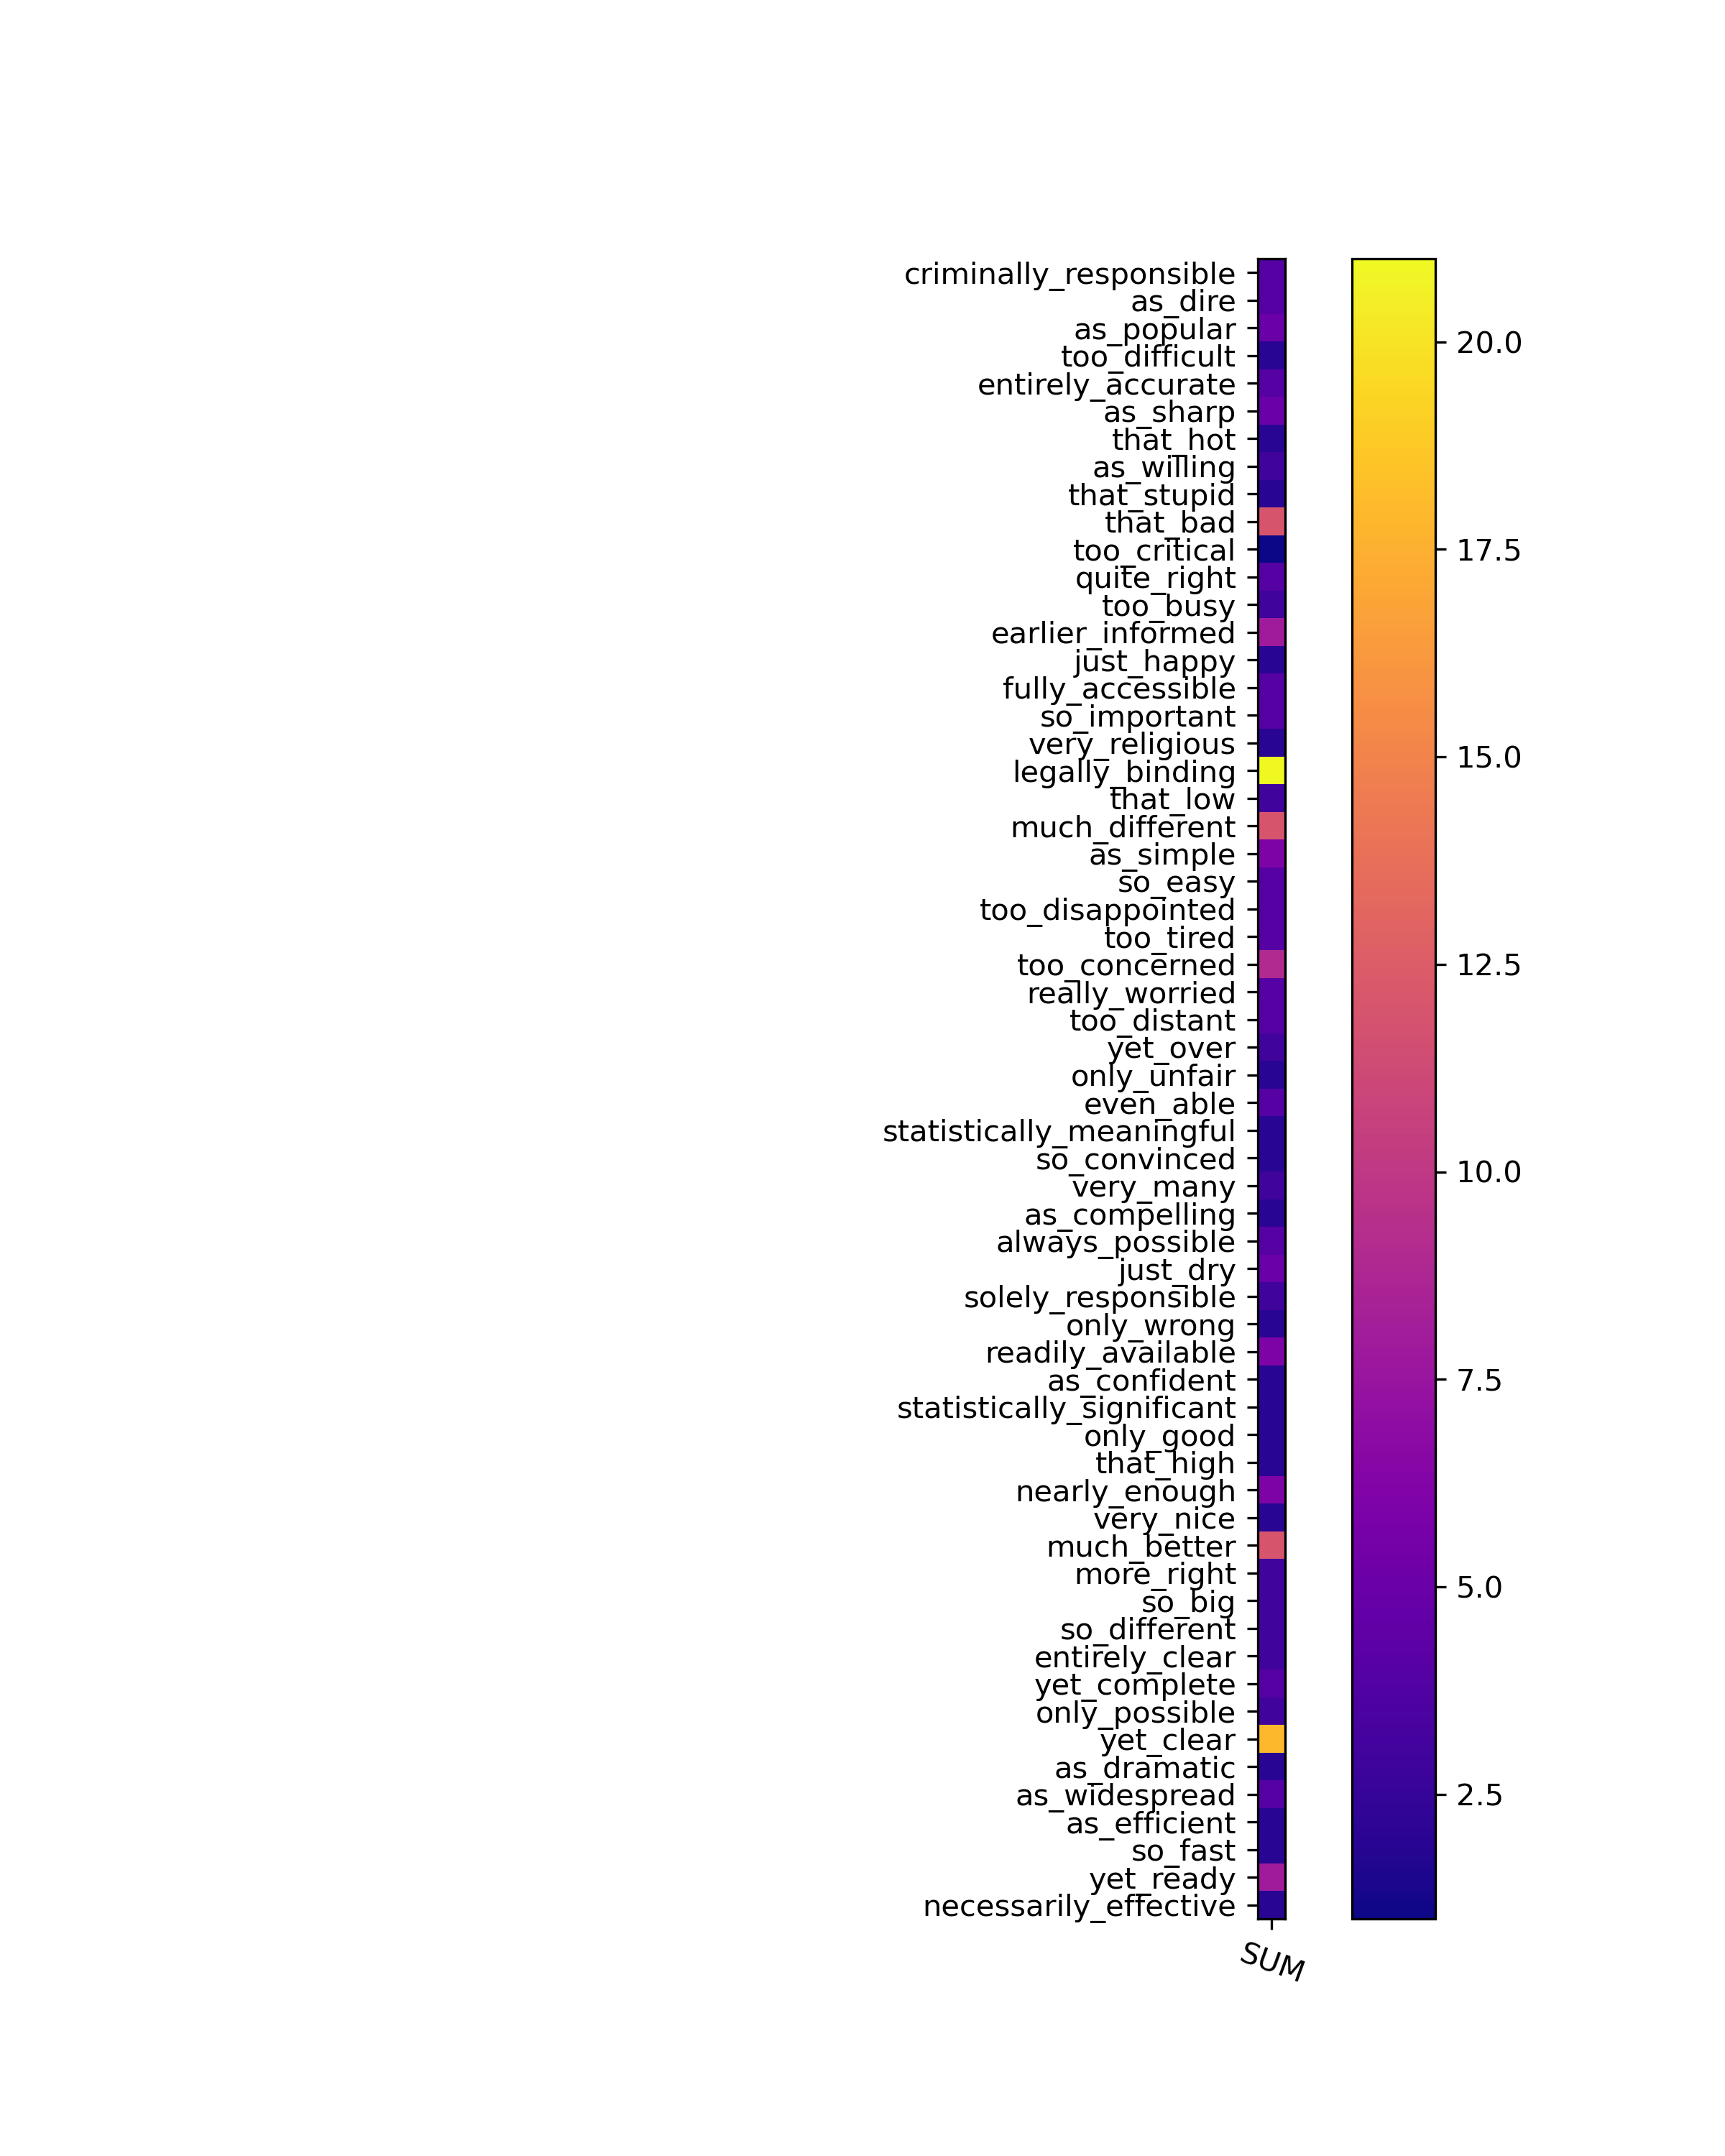 criminally_responsible
as_dire
as_popular
too_difficult
entirely_accurate
as_sharp
that_hot
as_willing
that_stupid
that_bad
too_critical
quite_right
too_busy
earlier_informed
just_happy
fully_accessible
so_important
very_religious
legally_binding
that_low
much_different
as_simple
so_easy
too_disappointed
too_tired
too_concerned
really_worried
too_distant
yet_over
only_unfair
even_able
statistically_meaningful
so_convinced
very_many
as_compelling
always_possible
just_dry
solely_responsible
only_wrong
readily_available
as_confident
statistically_significant
only_good
that_high
nearly_enough
very_nice
much_better
more_right
so_big
so_different
entirely_clear
yet_complete
only_possible
yet_clear
as_dramatic
as_widespread
as_efficient
so_fast
yet_ready
necessarily_effective
SUM
20.0
17.5
15.0
12.5
10.0
7.5
5.0
2.5